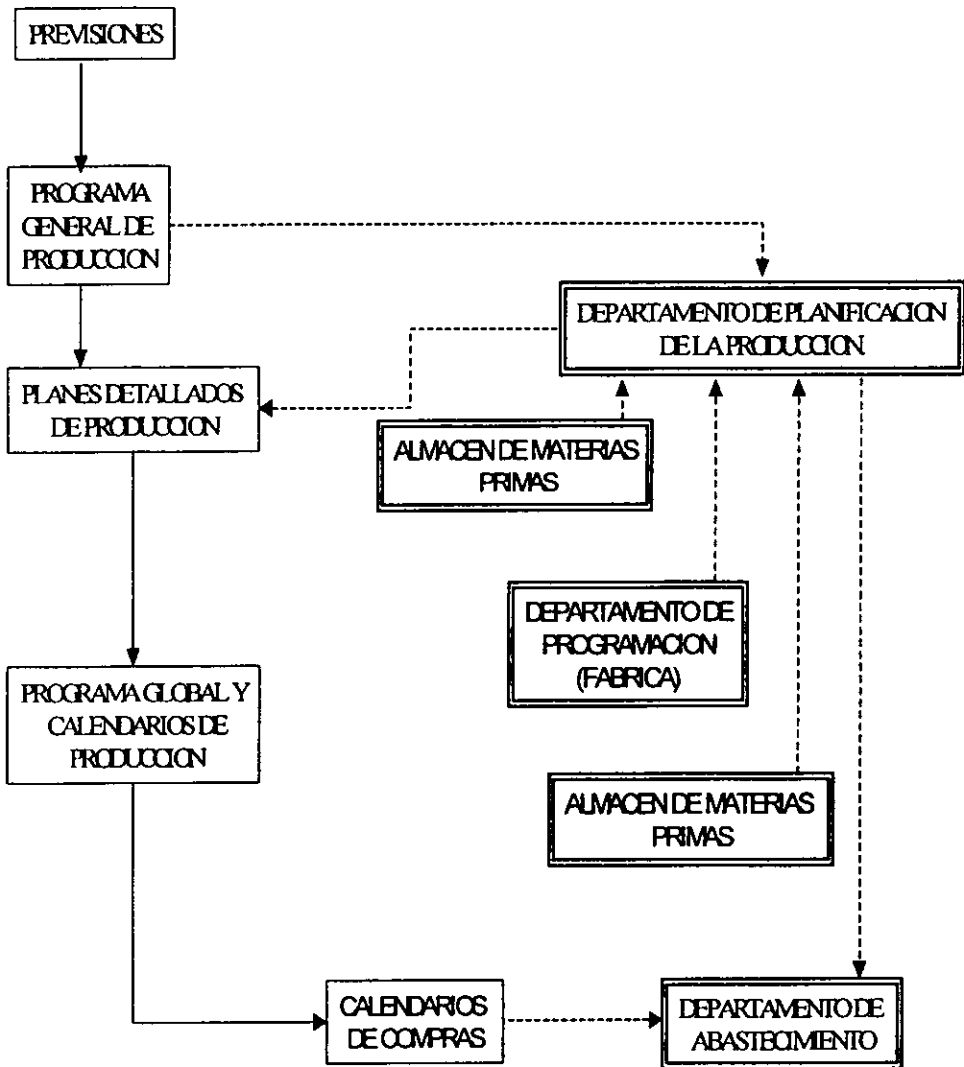 PREVISIONES
PROGRAMA
GENERAL DE
PRODUCCION
DEPARTAMENTO DE PLANIFICACION
DE LA PRODUCCION.
PLANES DETALLADOS
DE PRODUCCION
ALMACEN DE MATERIAS
PRIMAS
DEPARTAMENTO DE
PROGRAMACION
(FABRICA)
PROGRAMA GLOBAL Y
CALENDARIOS DE
PRODUCCION
ALMACEN DE MATERIAS
PRIMAS
CALENDARIOS
DE COMPRAS
DEPARTAMENTO DE
ABASTECIMIENTO